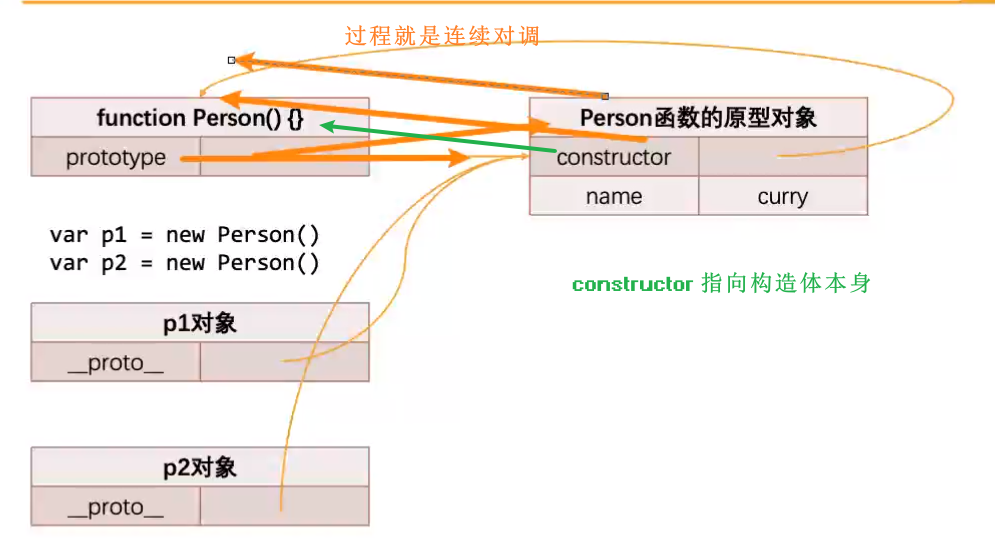 过程就是连续对调
function Person() {}
Person函数的原型对象
prototype
constructor
name
curry
var p1 = new Person()
var p2 = new Person()
constructor 指向构造体本身
p1对象
__proto__
p2对象
__proto__